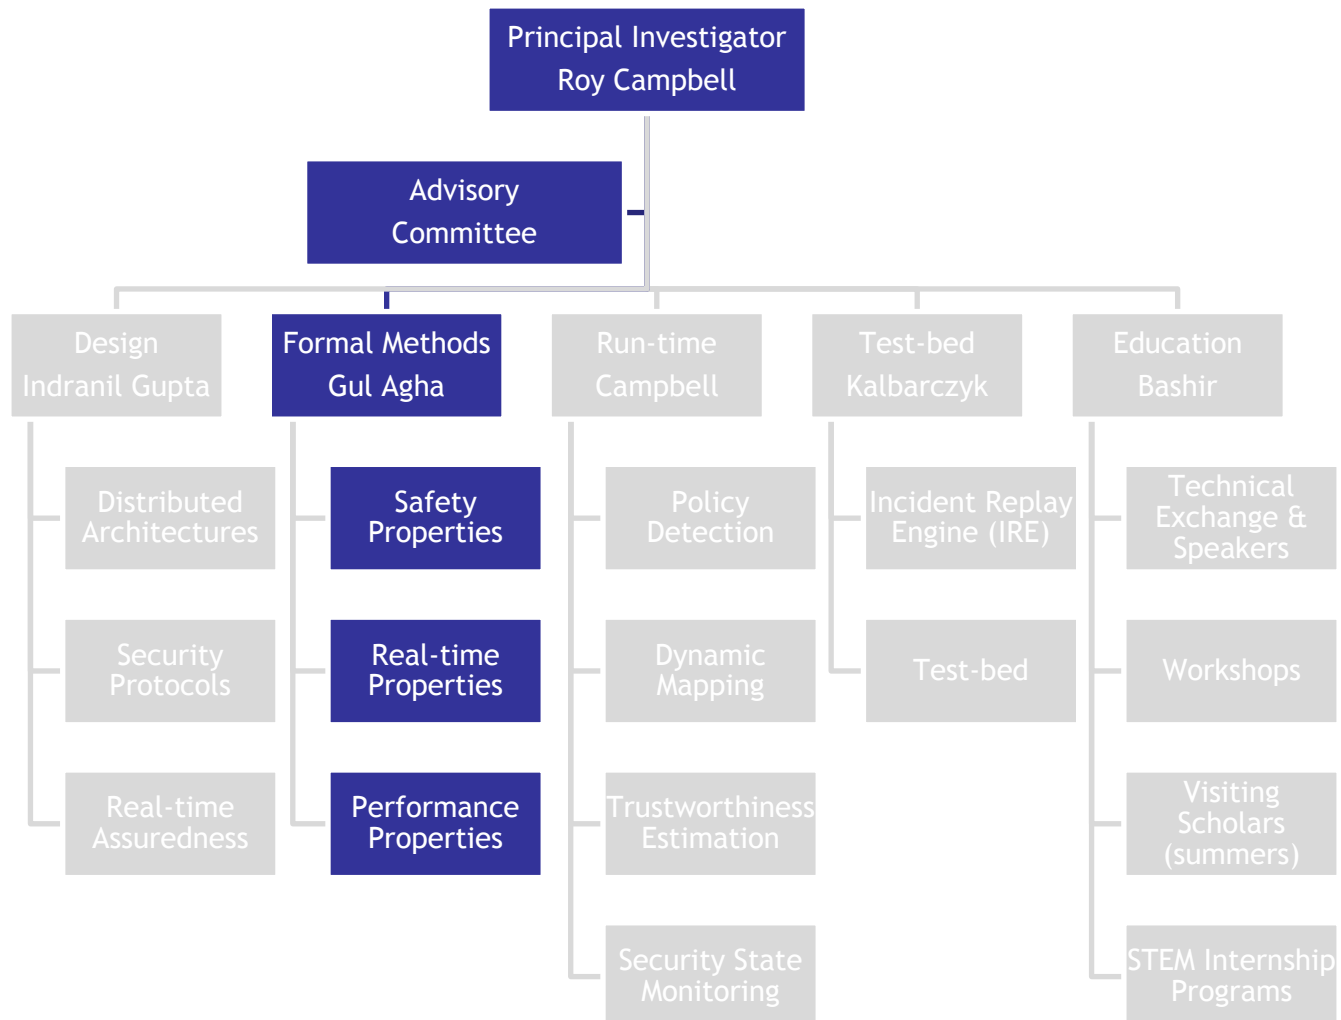 Principal Investigator
Roy Campbell
Advisory
Committee
Design
Indranil Gupta
Formal Methods
Gul Agha
Run-time
Campbell
Test-bed
Kalbarczyk
Education
Bashir
Distributed
Architectures
Security
Protocols
Real-time
Assuredness
Safety
Properties
Real-time
Properties
Performance
Properties
Policy
Detection
Dynamic
Mapping
Trustworthiness
Estimation
Security State
Monitoring
Incident Replay
Engine (IRE)
Test-bed
Technical
Exchange &
Speakers
Workshops
Visiting
Scholars
(summers)
STEM Internship
Programs